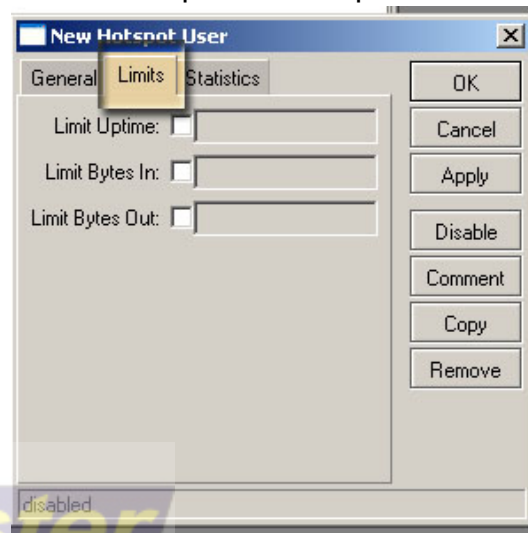 New Hotspot User
General Limits Statistics
Limit Uptime:
Limit Bytes In:
Limit Bytes Out:
OK
Cancel
Apply
Disable
Comment
Copy
Remove
disabled